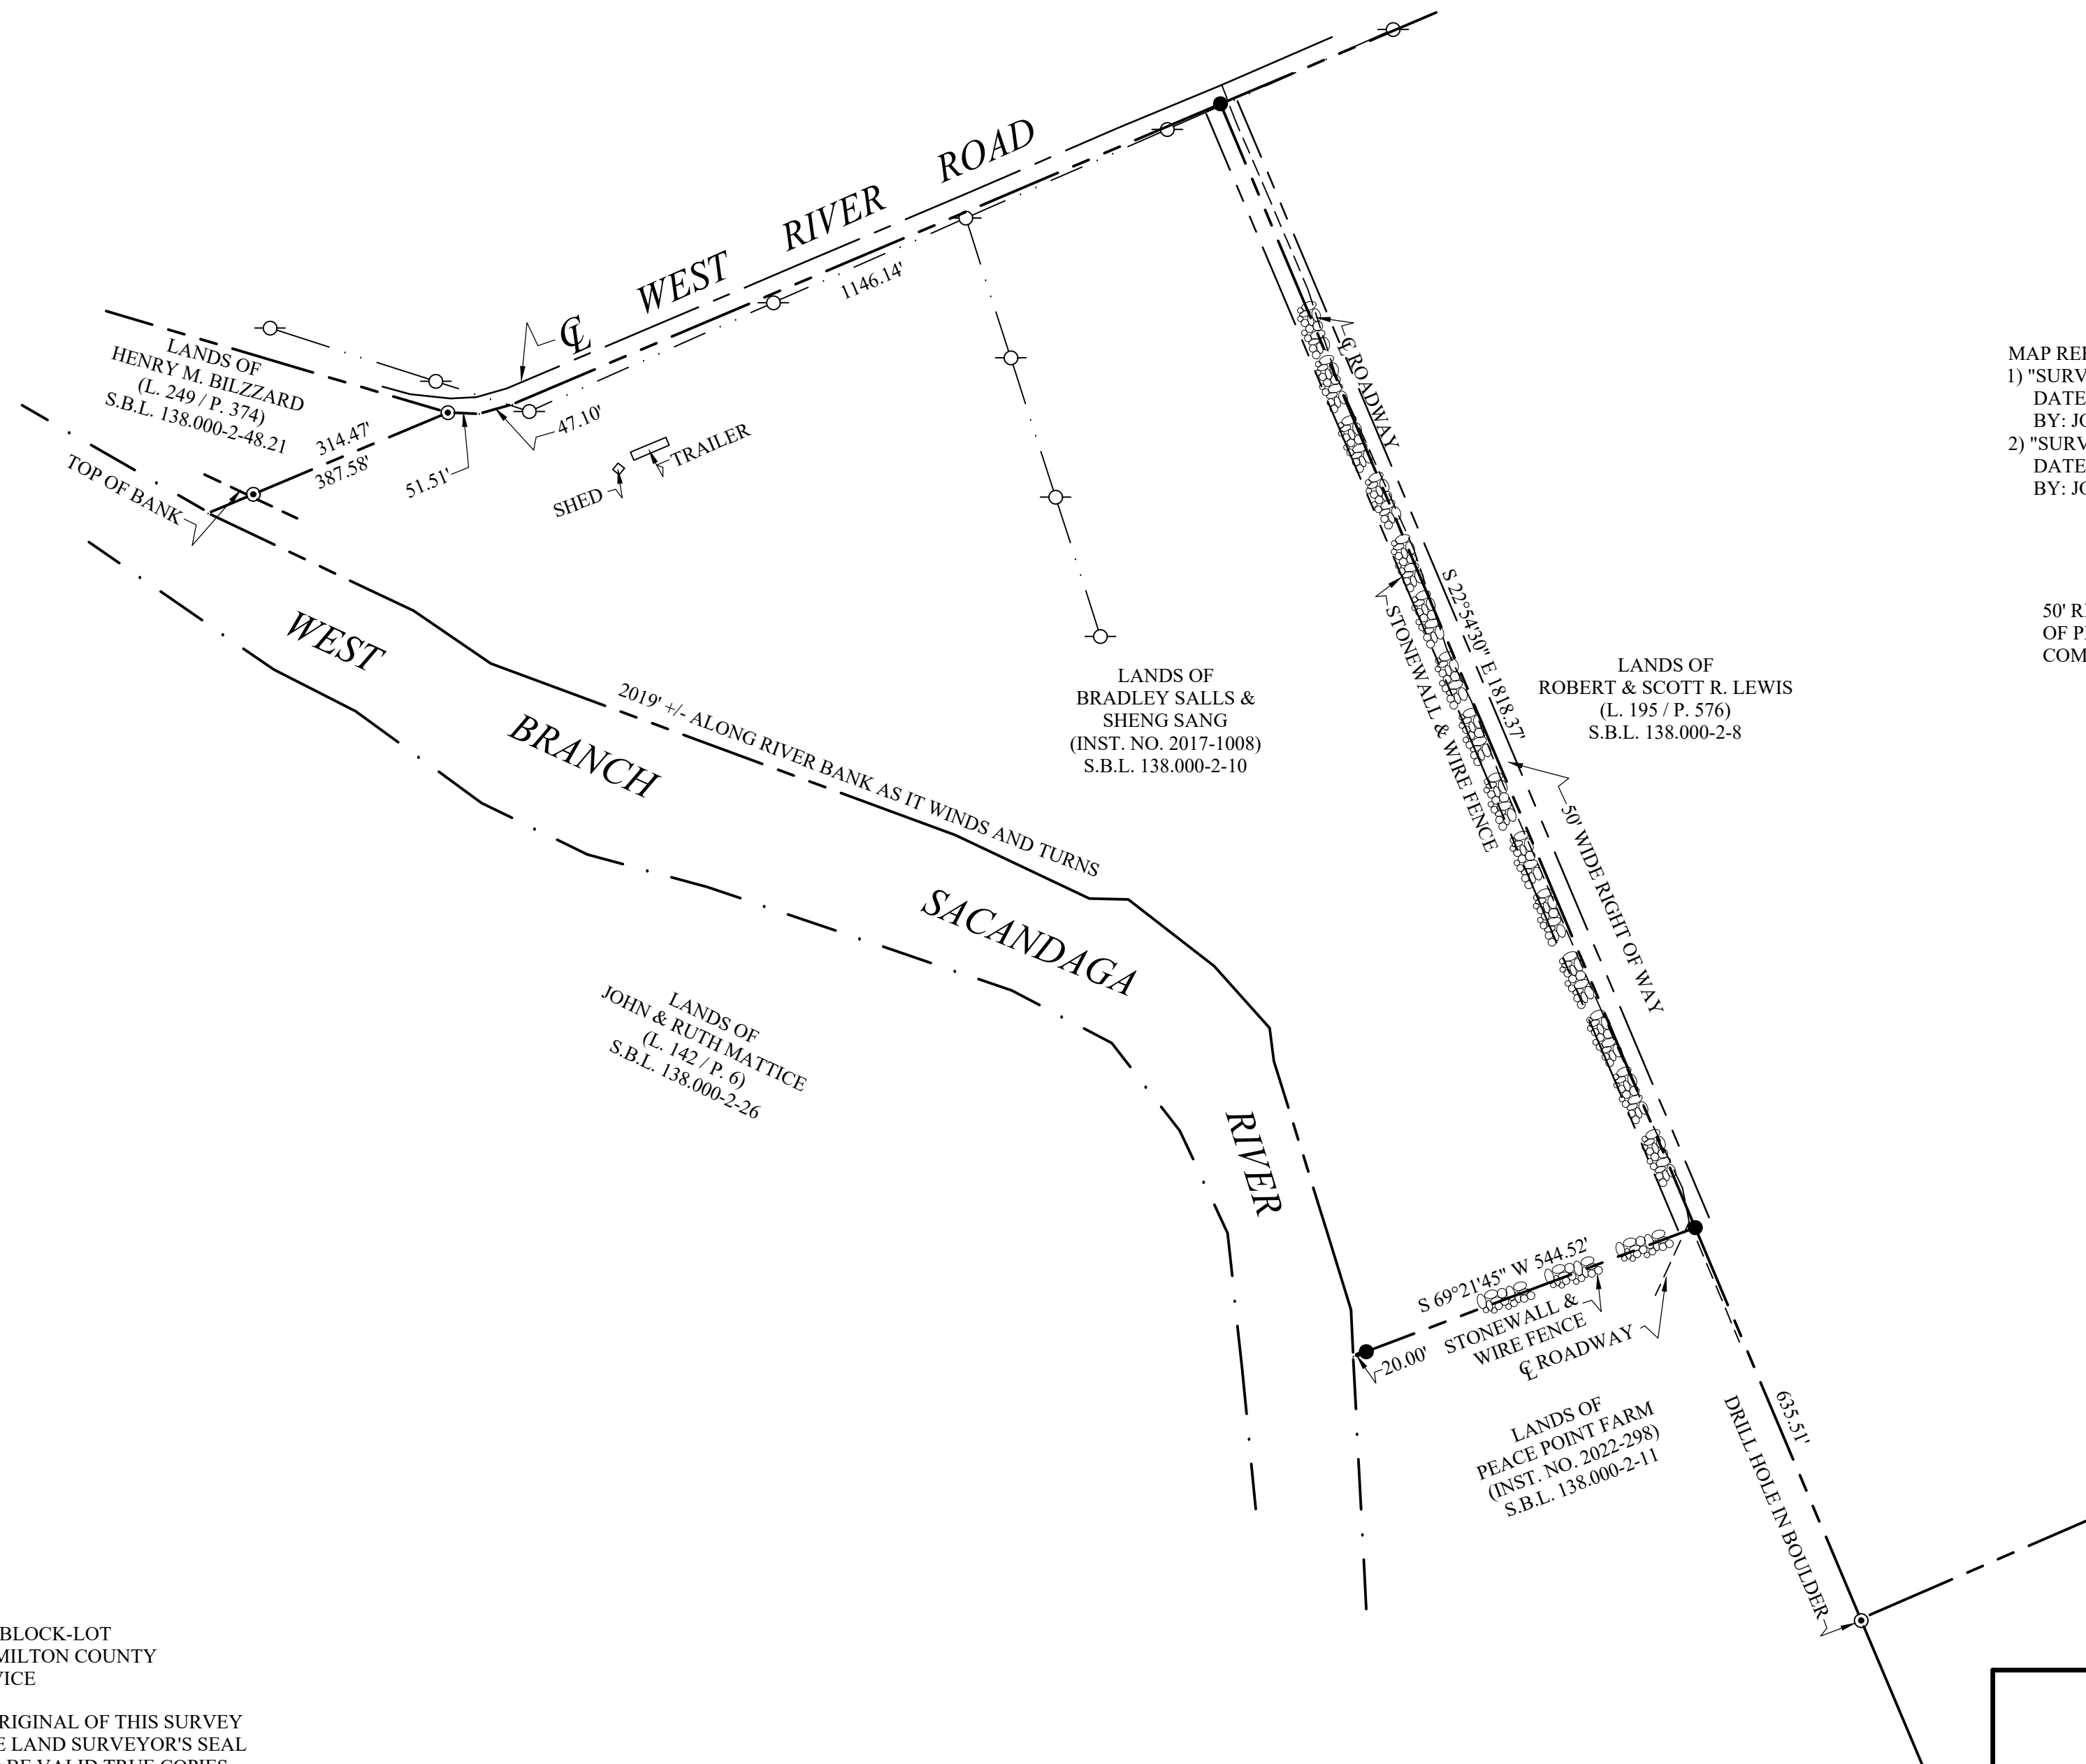 WEST RIVER ROAD
1146.14'
℄
LANDS OF
HENRY M. BILZZARD
(L. 249 / P. 374)
S.B.L. 138.000-2-48.21
314.47'
387.58'
TOP OF BANK
51.51'
47.10'
TRAILER
SHED
℄ ROADWAY
MAP
1) "SURV
DATE
BY:
2) "SURV
DATE
BY:
50'
OF
COM
S 22°54'30" E 1818.37'
STONEWALL & WIRE FENCE
LANDS OF
ROBERT & SCOTT R. LEWIS
(L. 195 / P. 576)
S.B.L. 138.000-2-8
50' WIDE RIGHT OF WAY
LANDS OF
BRADLEY SALLS &
SHENG SANG
(INST. NO. 2017-1008)
S.B.L. 138.000-2-10
2019' +/- ALONG RIVER BANK AS IT WINDS AND TURNS
WEST
BRANCH
SACANDAGA
RIVER
LANDS OF
JOHN & RUTH MATTICE
(L. 142 / P. 6)
S.B.L. 138.000-2-26
S 69°21'45" W 544.52'
STONEWALL &
WIRE FENCE
℄ ROADWAY
20.00'
LANDS OF
PEACE POINT FARM
(INST. NO. 2022-298)
S.B.L. 138.000-2-11
635.51'
DRILL HOLE IN BOULDER
BLOCK-LOT
MILTON COUNTY
VICE
RIGINAL OF THIS SURVEY
E LAND SURVEYOR'S SEAL
BE VALID TRUE COPIES